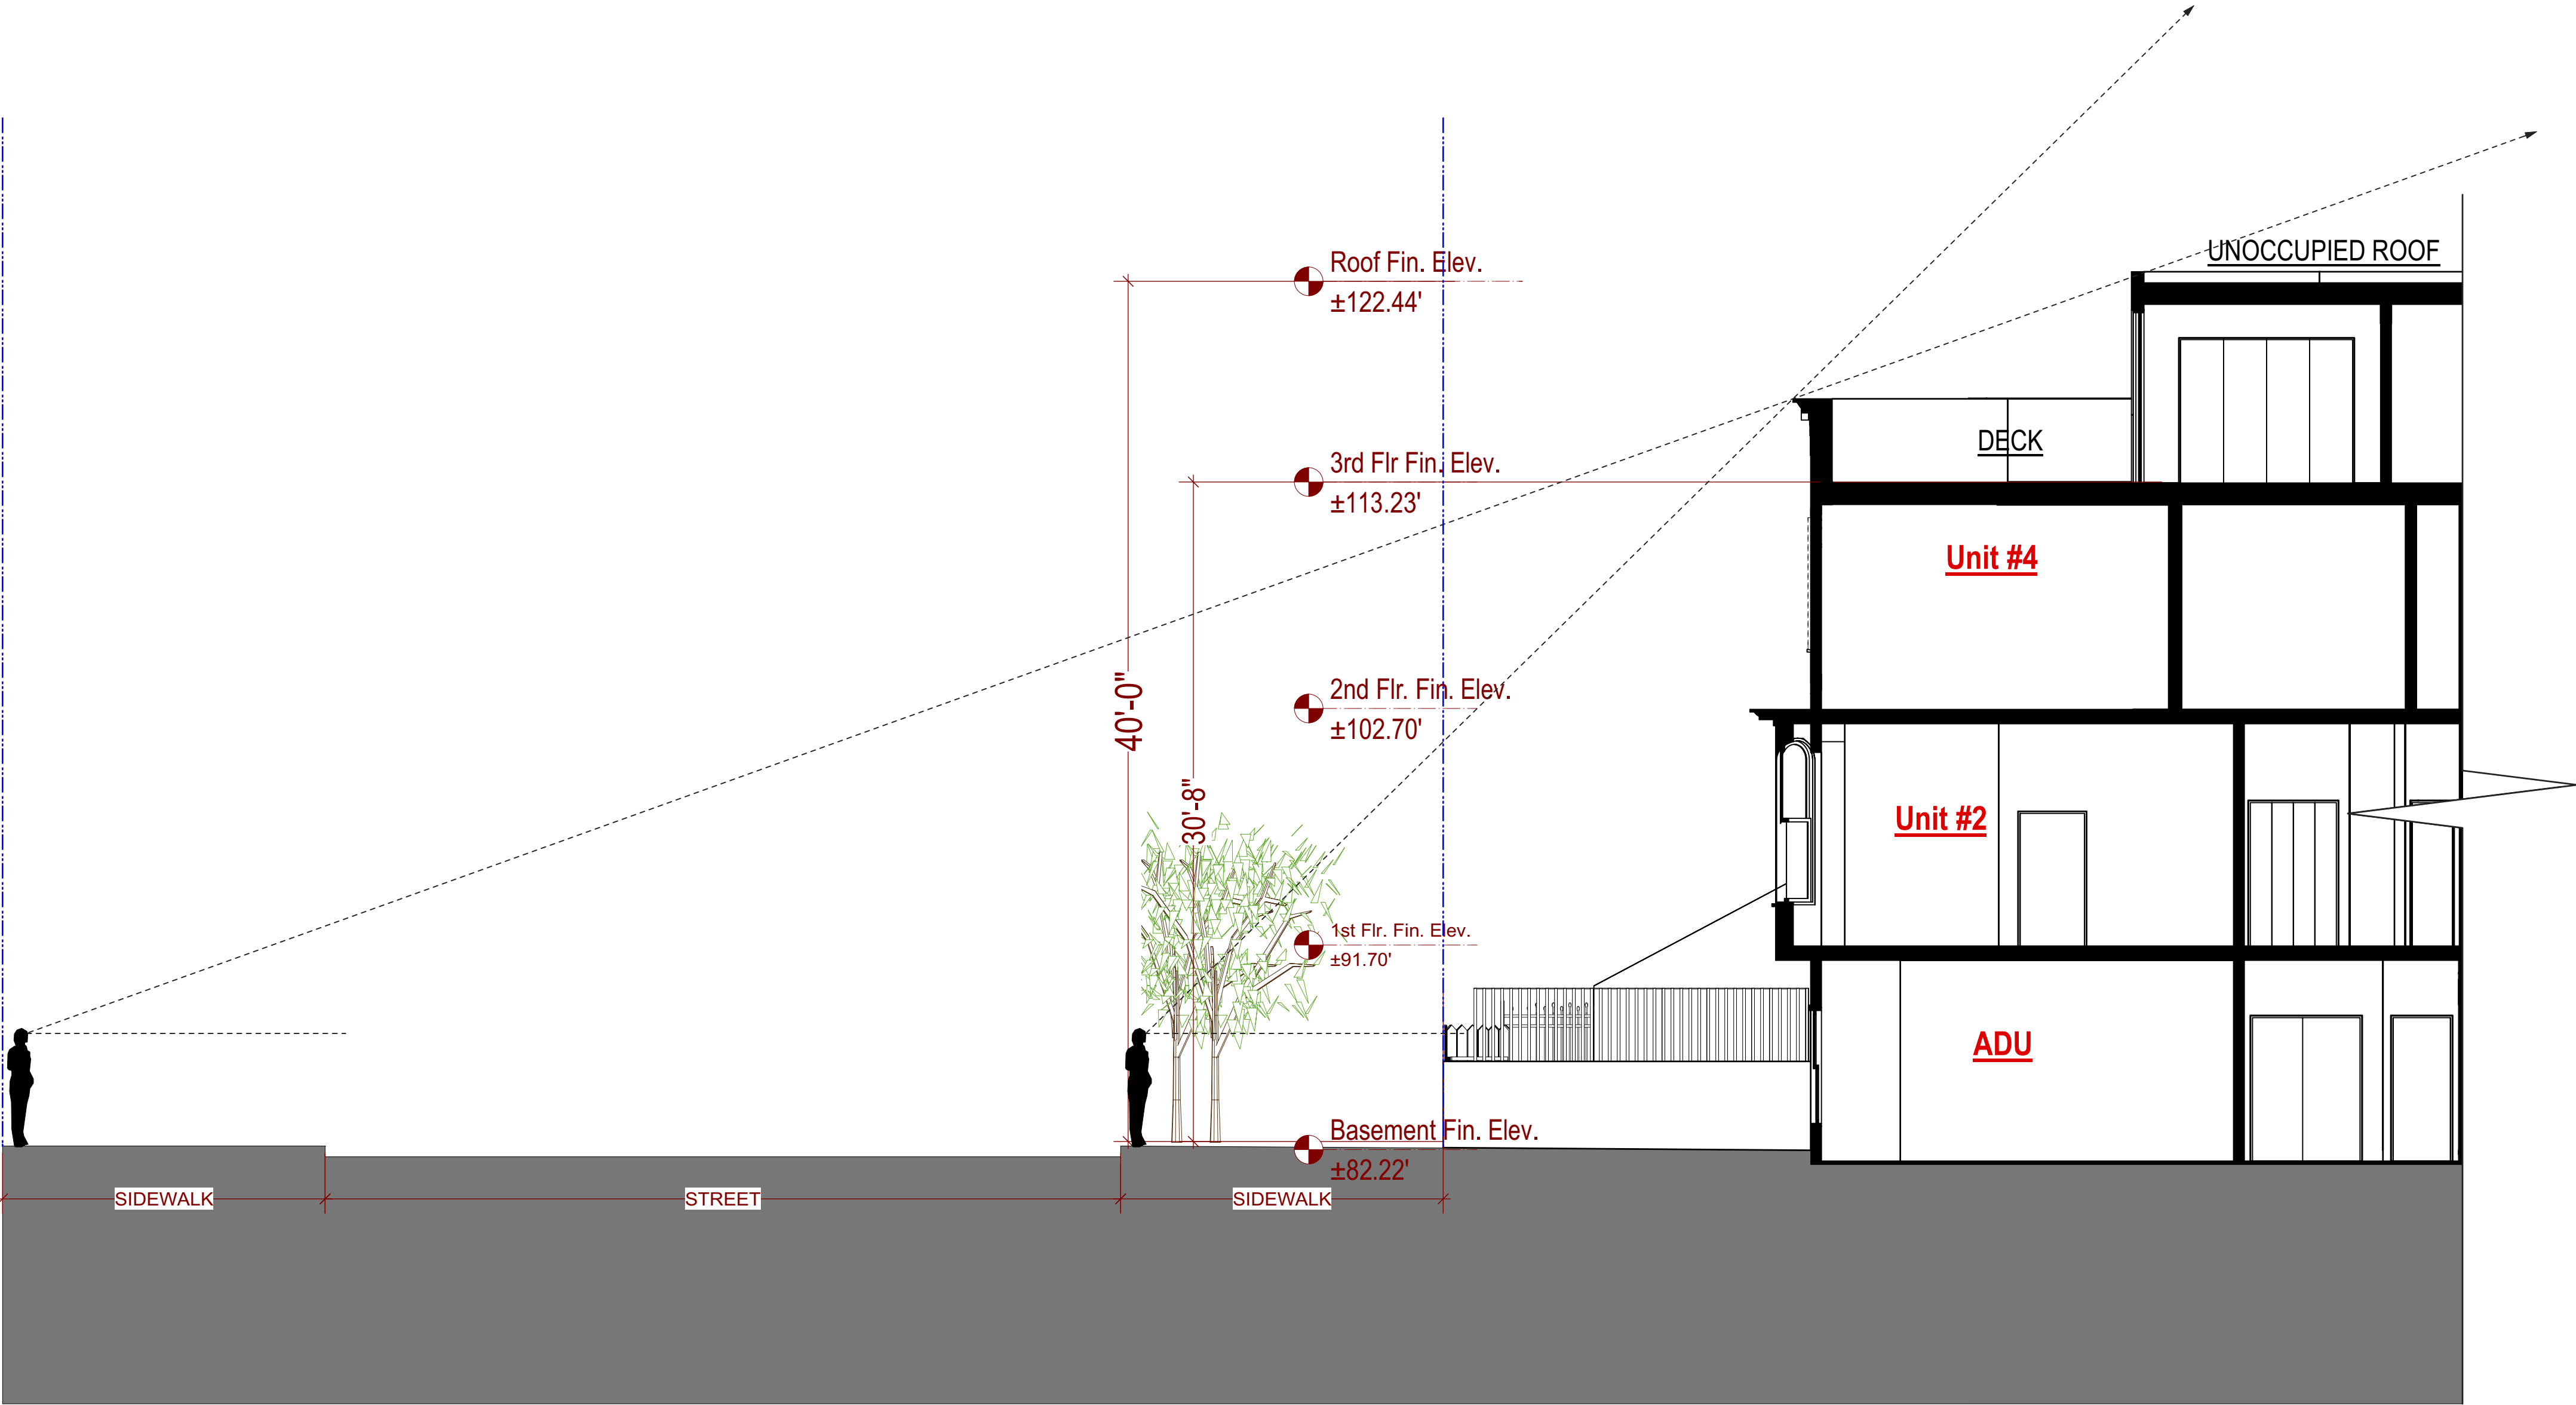 UNOCCUPIED ROOF
Roof Fin. Elev.
±122.44'
DECK
3rd Flr Fin. Elev.
±113.23'
Unit #4
40'-0"
2nd Flr. Fin. Elev.
±102.70'
30'-8"
Unit #2
1st Flr. Fin. Elev.
±91.70'
ADU
Basement Fin. Elev.
±82.22'
SIDEWALK
STREET
SIDEWALK